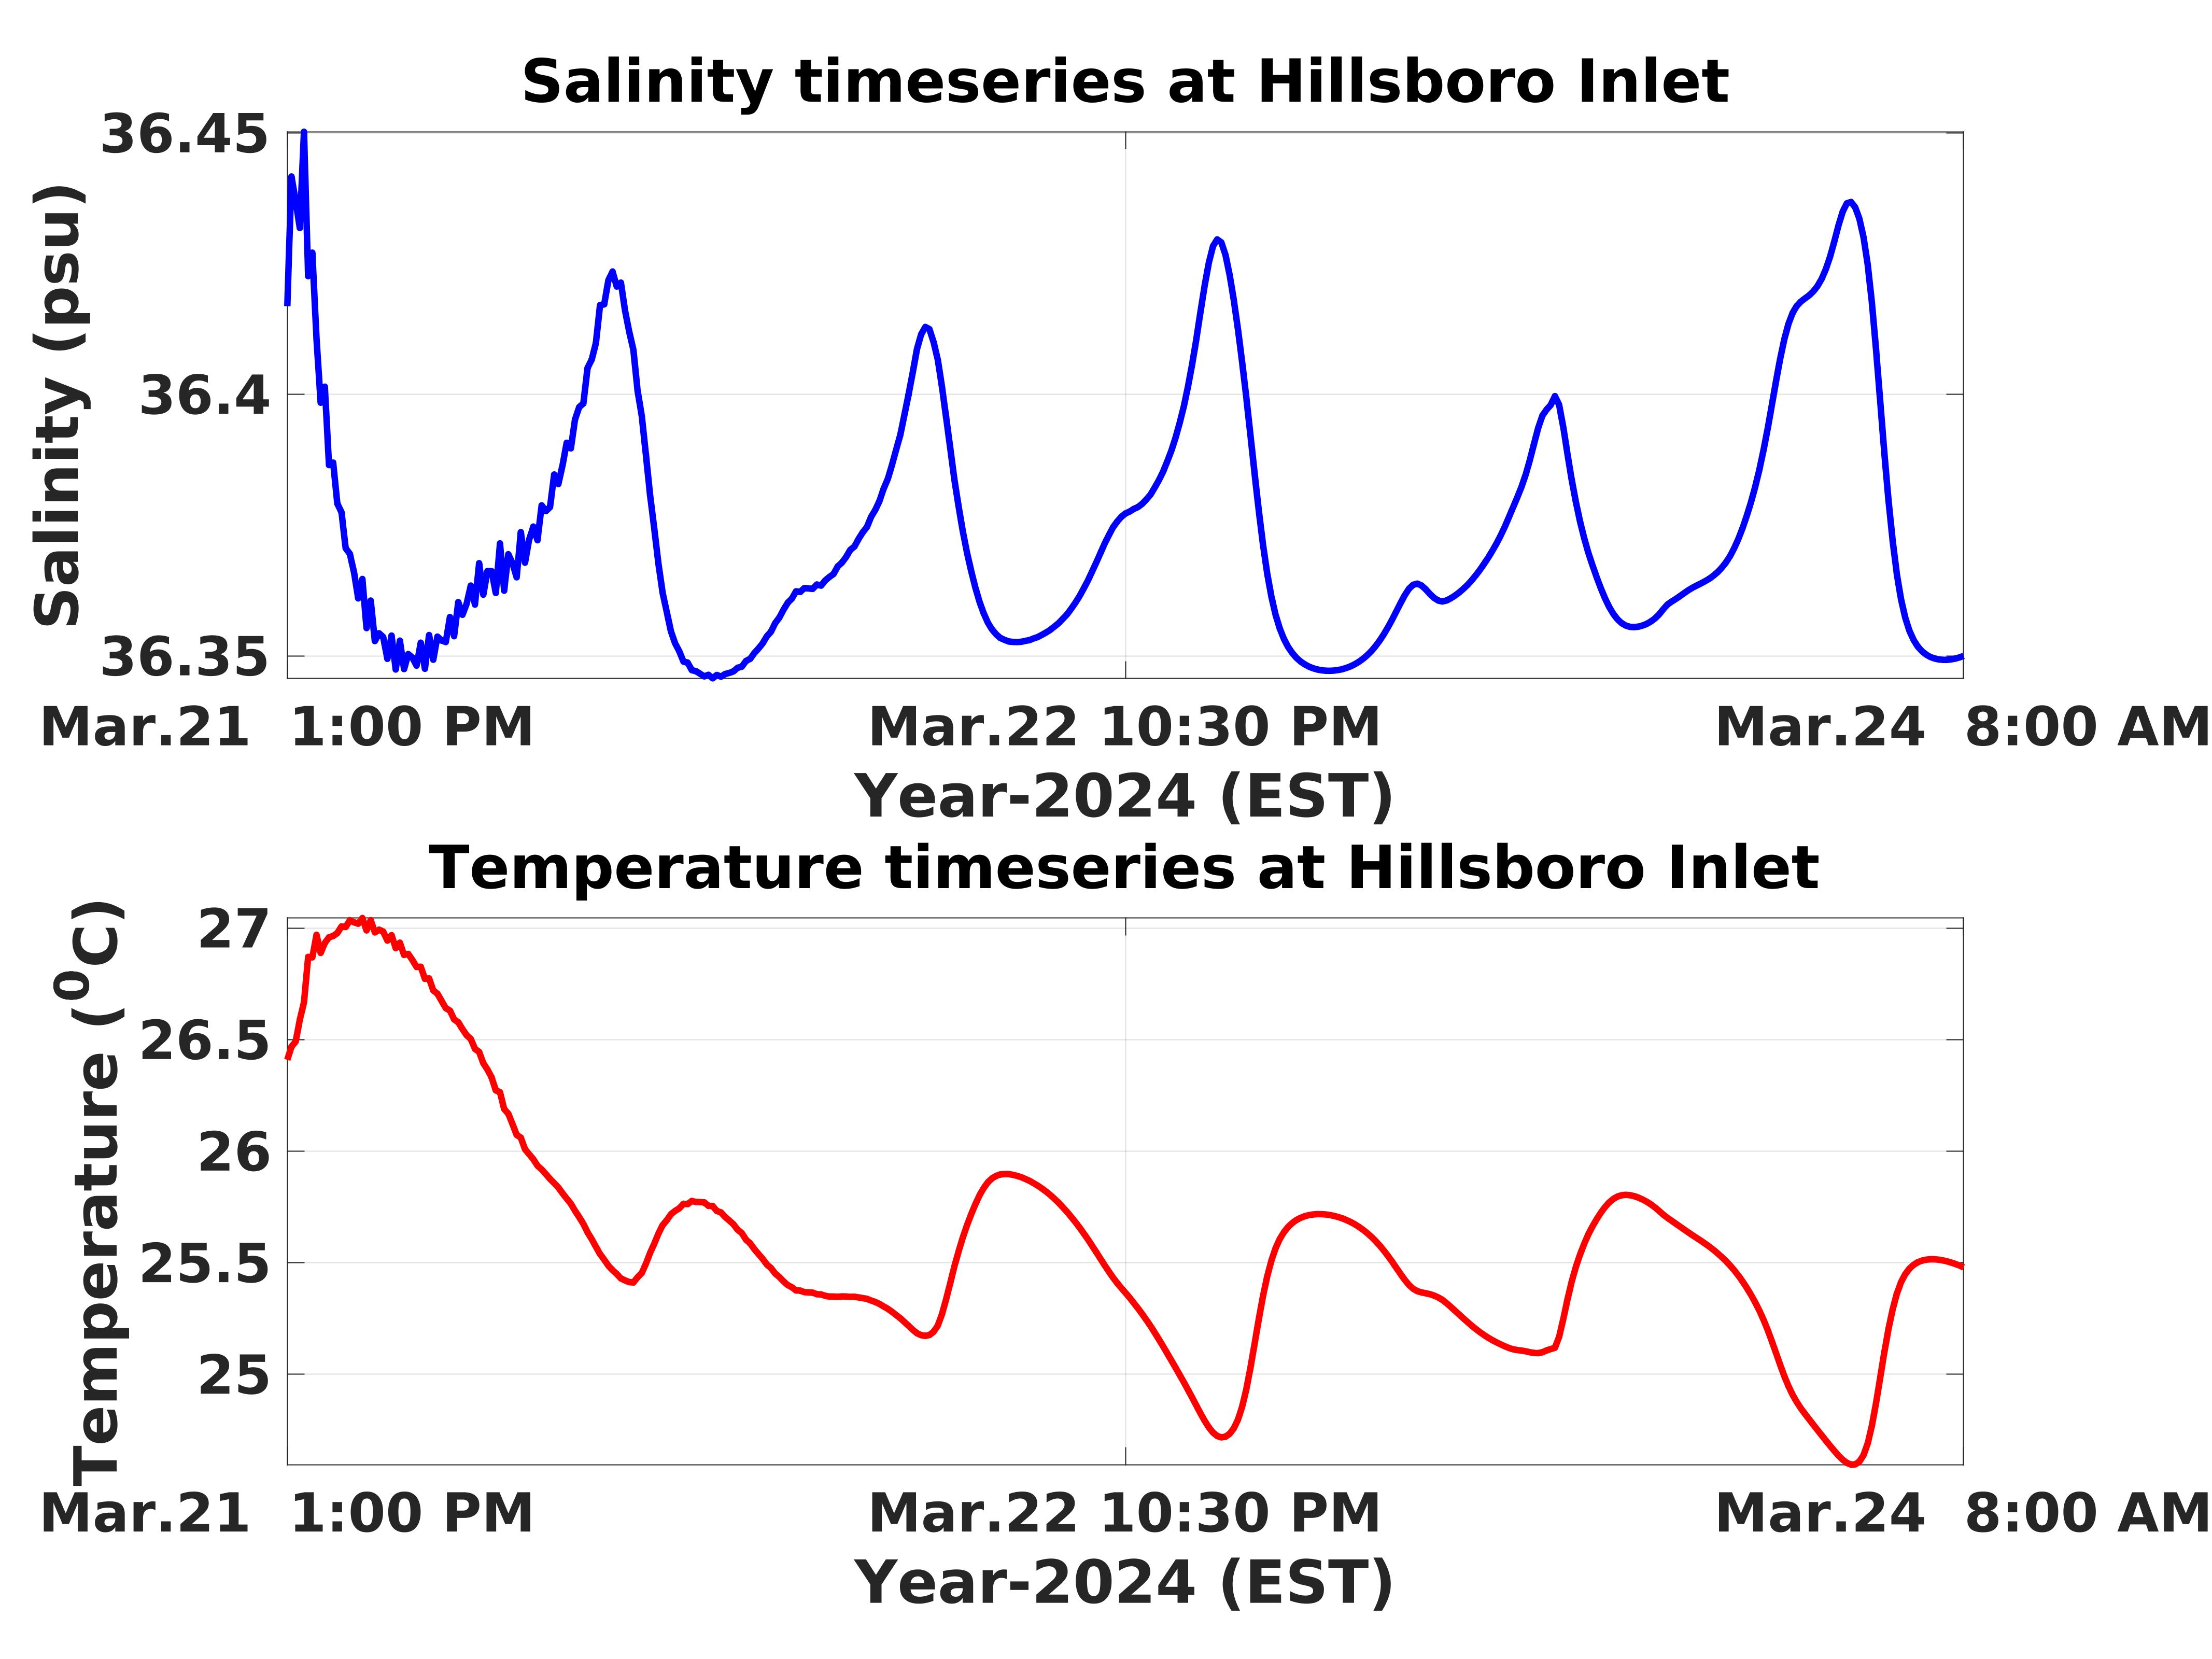 Salinity timeseries at Hillsboro Inlet
Salinity (psu)
36.45
36.4
36.35
Mar.21  1:00 PM
Mar.22 10:30 PM
Mar.24  8:00 AM
Year-2024 (EST)
Temperature timeseries at Hillsboro Inlet
Temperature (⁰C)
27
26.5
26
25.5
25
Mar.21  1:00 PM
Mar.22 10:30 PM
Mar.24  8:00 AM
Year-2024 (EST)